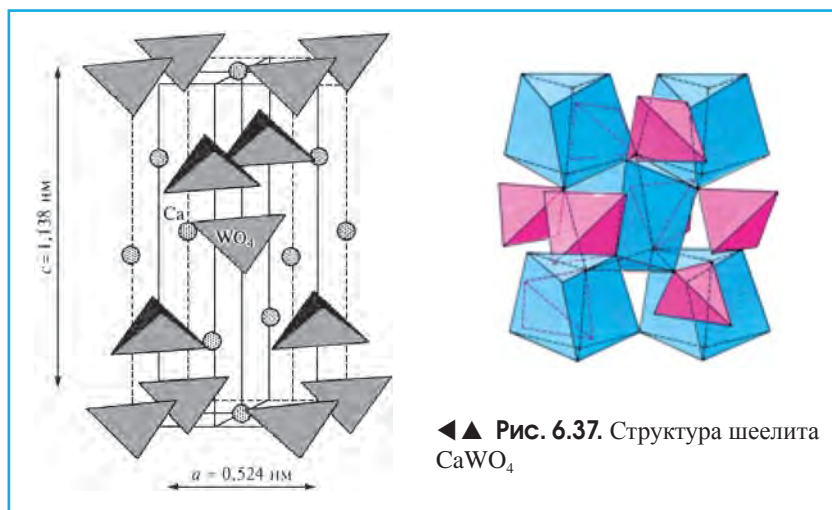 c = 1,138 нм
Ca
WO₄
a = 0,524 нм
◀▲ Рис. 6.37. Структура шеелита
CaWO₄